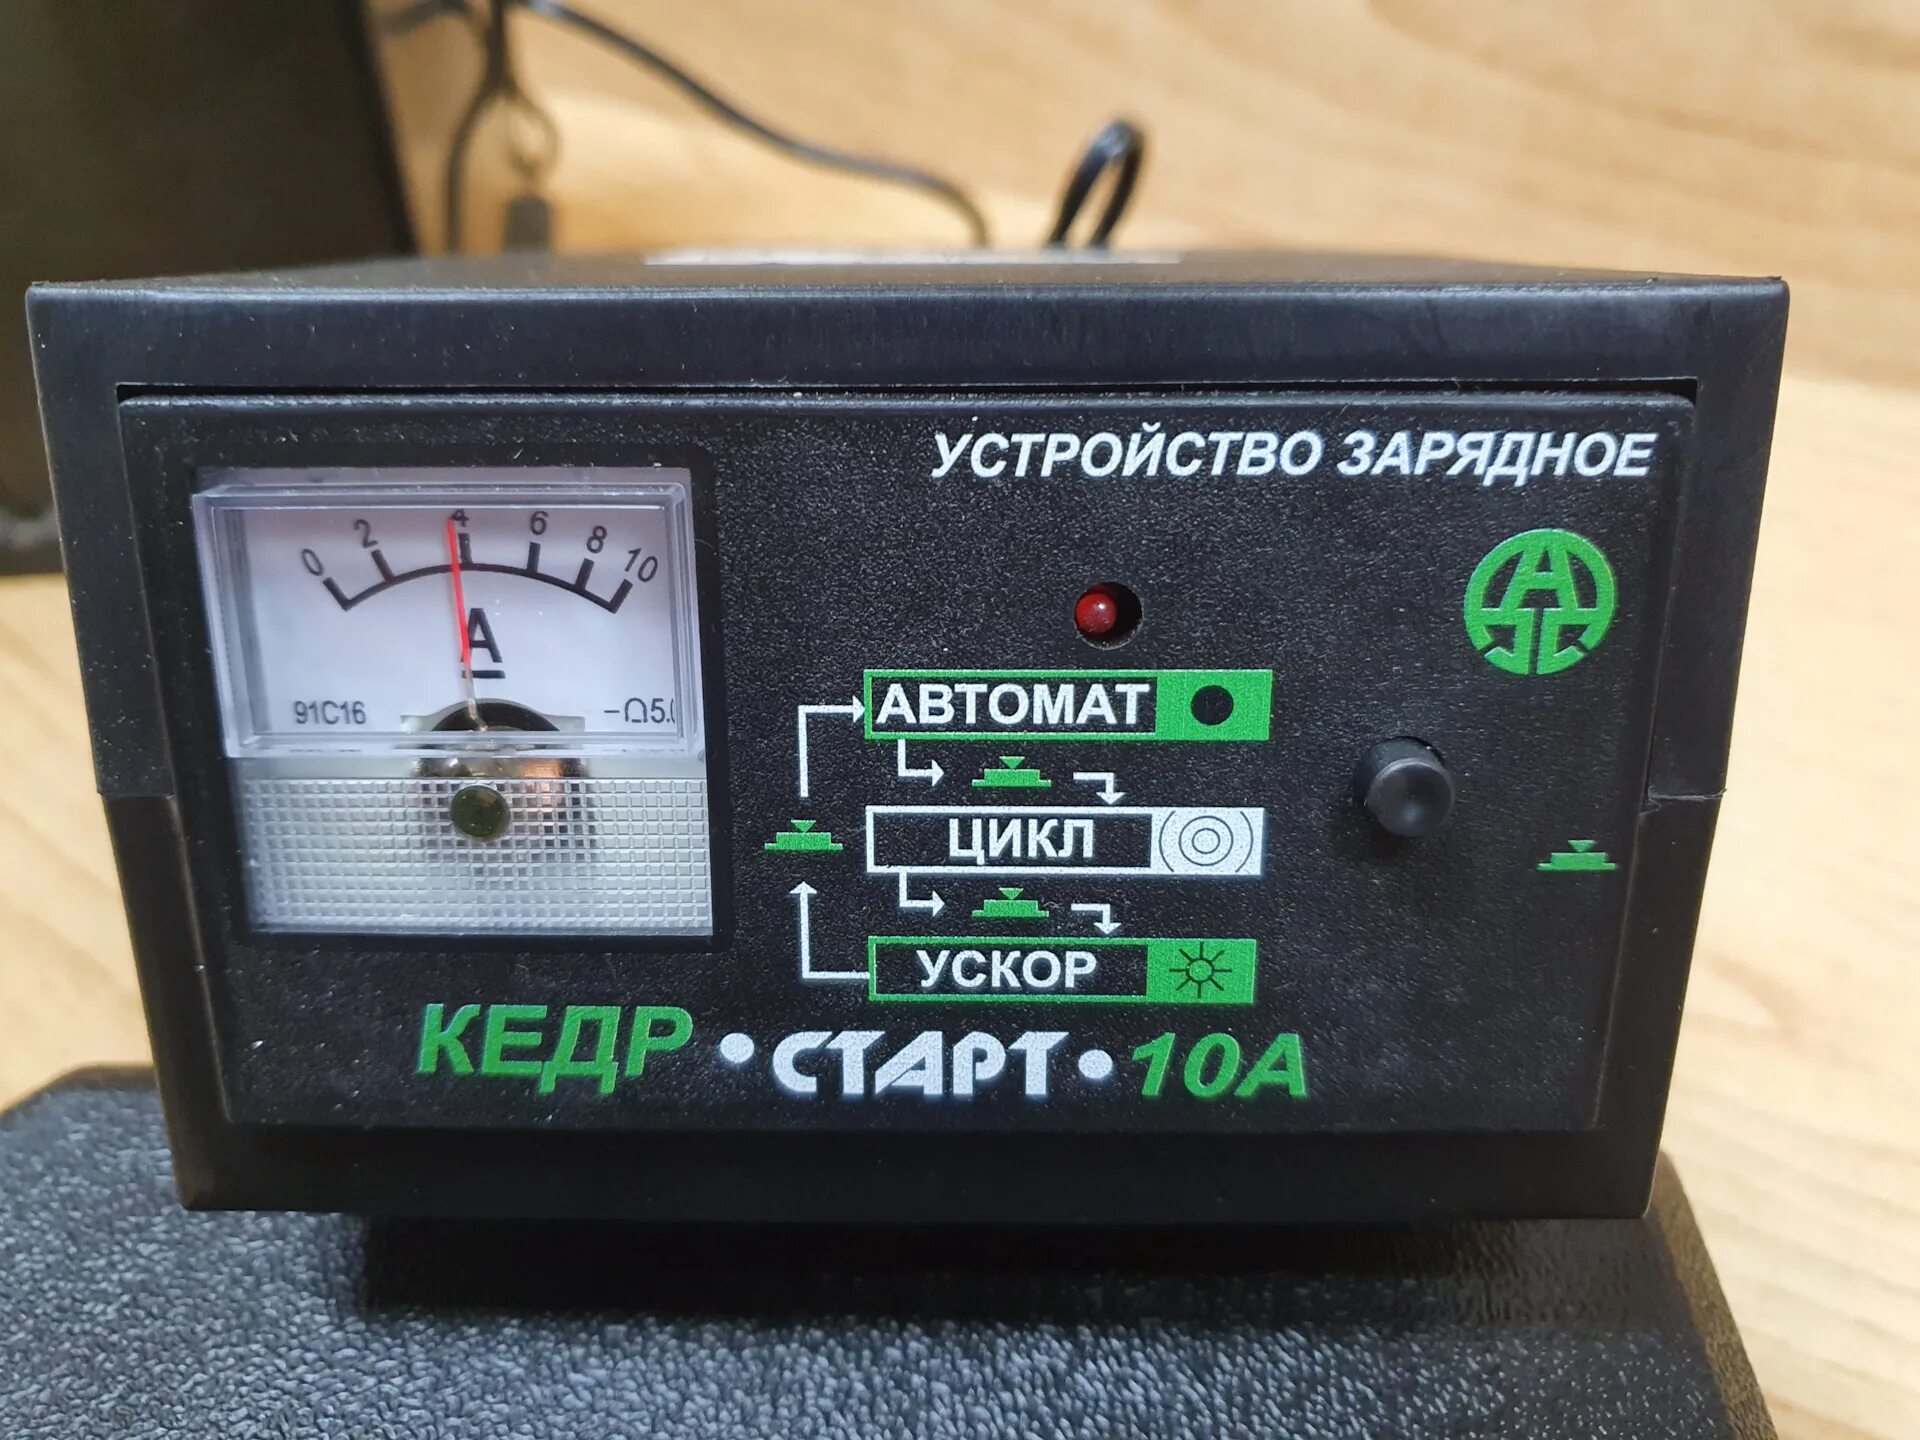 УСТРОЙСТВО ЗАРЯДНОЕ
0 2 4 6 8 10
A
91C16
АВТОМАТ
ЦИКЛ
УСКОР
КЕДР •СТАРТ• 10А